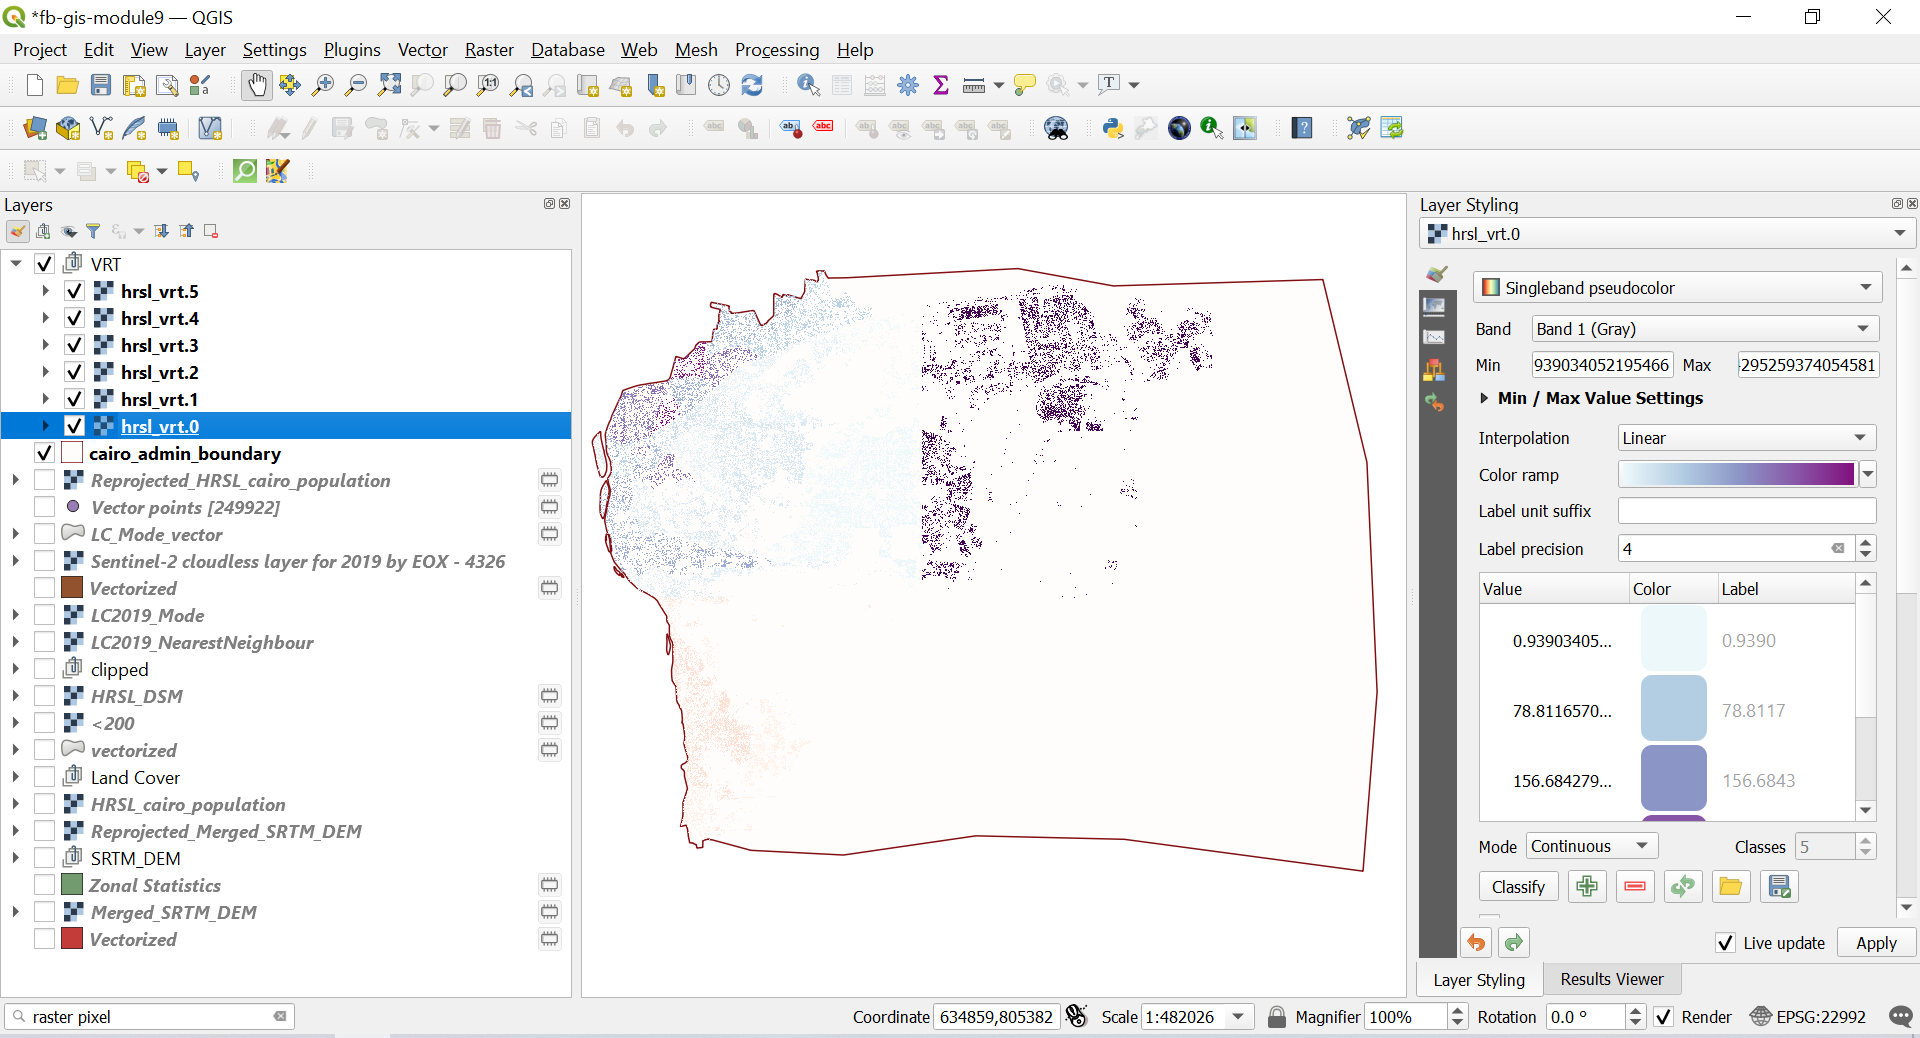 *fb-gis-module9 — QGIS
Project Edit View Layer Settings Plugins Vector Raster Database Web Mesh Processing Help
Layers
VRT
hrsl_vrt.5
hrsl_vrt.4
hrsl_vrt.3
hrsl_vrt.2
hrsl_vrt.1
hrsl_vrt.0
cairo_admin_boundary
Reprojected_HRSL_cairo_population
Vector points [249922]
LC_Mode_vector
Sentinel-2 cloudless layer for 2019 by EOX - 4326
Vectorized
LC2019_Mode
LC2019_NearestNeighbour
clipped
HRSL_DSM
<200
vectorized
Land Cover
HRSL_cairo_population
Reprojected_Merged_SRTM_DEM
SRTM_DEM
Zonal Statistics
Merged_SRTM_DEM
Vectorized
Layer Styling
hrsl_vrt.0
Singleband pseudocolor
Band Band 1 (Gray)
Min 939034052195466 Max 295259374054581
Min / Max Value Settings
Interpolation Linear
Color ramp
Label unit suffix
Label precision 4
Value Color Label
0.93903405... 0.9390
78.8116570... 78.8117
156.684279... 156.6843
Mode Continuous Classes 5
Classify
Live update Apply
Layer Styling Results Viewer
raster pixel
Coordinate 634859,805382 Scale 1:482026 Magnifier 100% Rotation 0.0 ° Render EPSG:22992